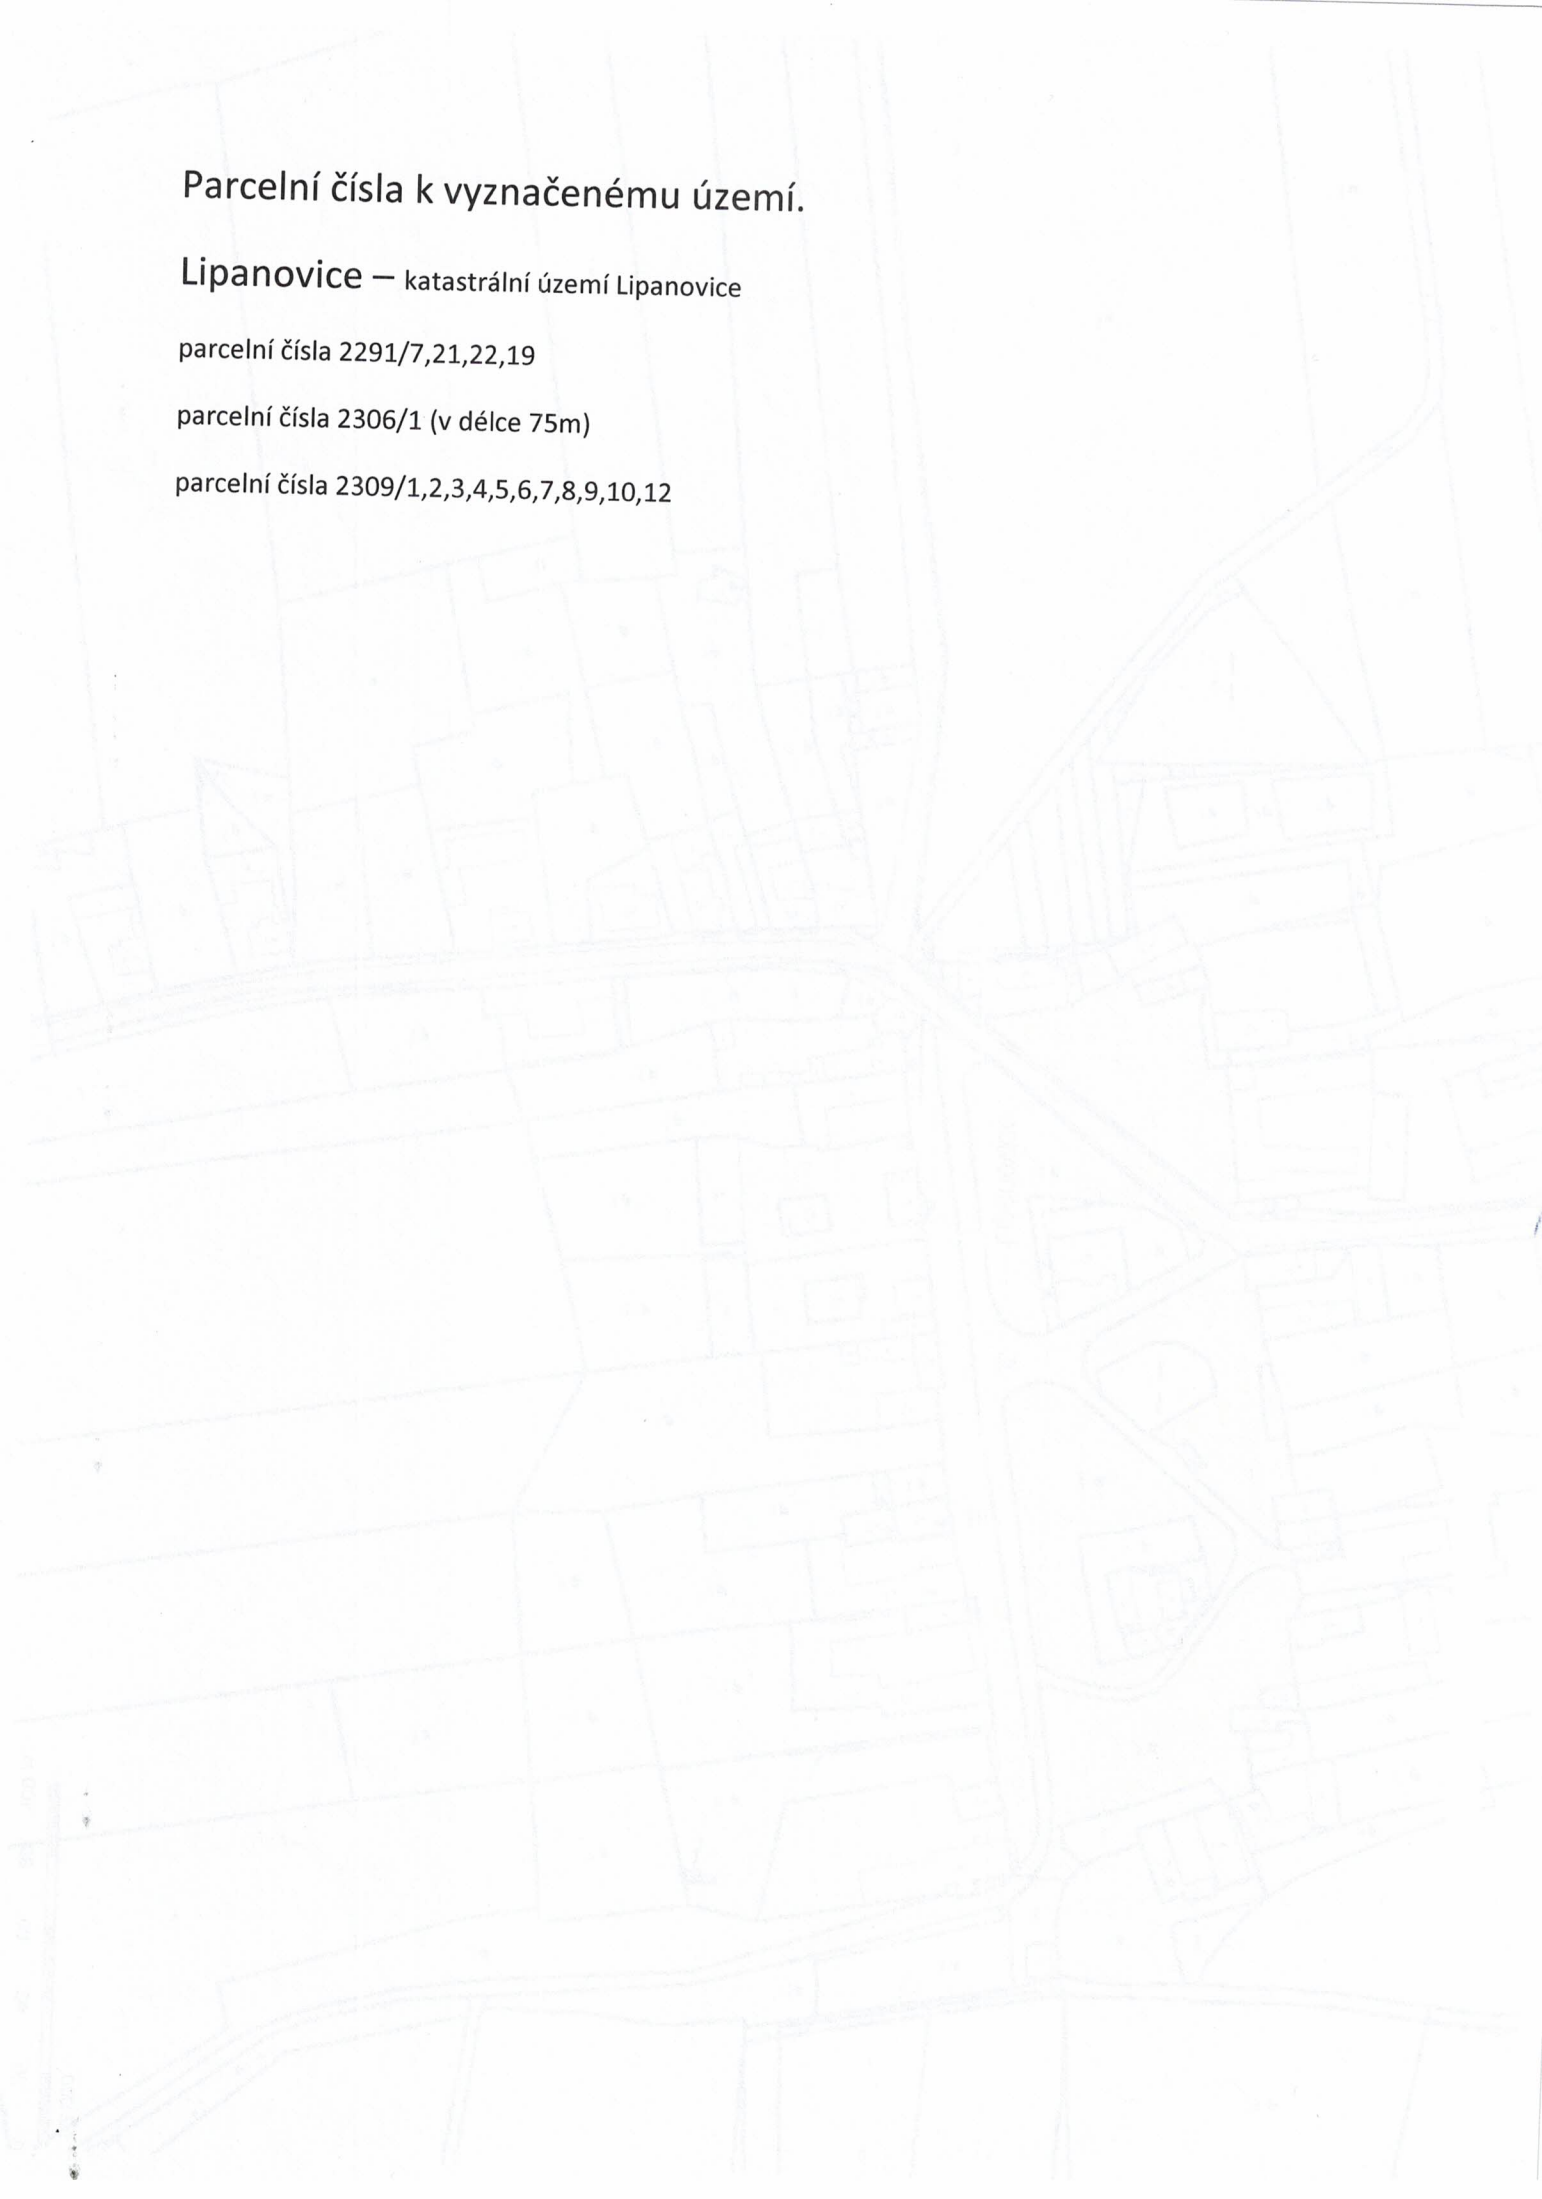 Parcelní čísla k vyznačenému území.
Lipanovice – katastrální území Lipanovice
parcelní čísla 2291/7,21,22,19
parcelní čísla 2306/1 (v délce 75m)
parcelní čísla 2309/1,2,3,4,5,6,7,8,9,10,12